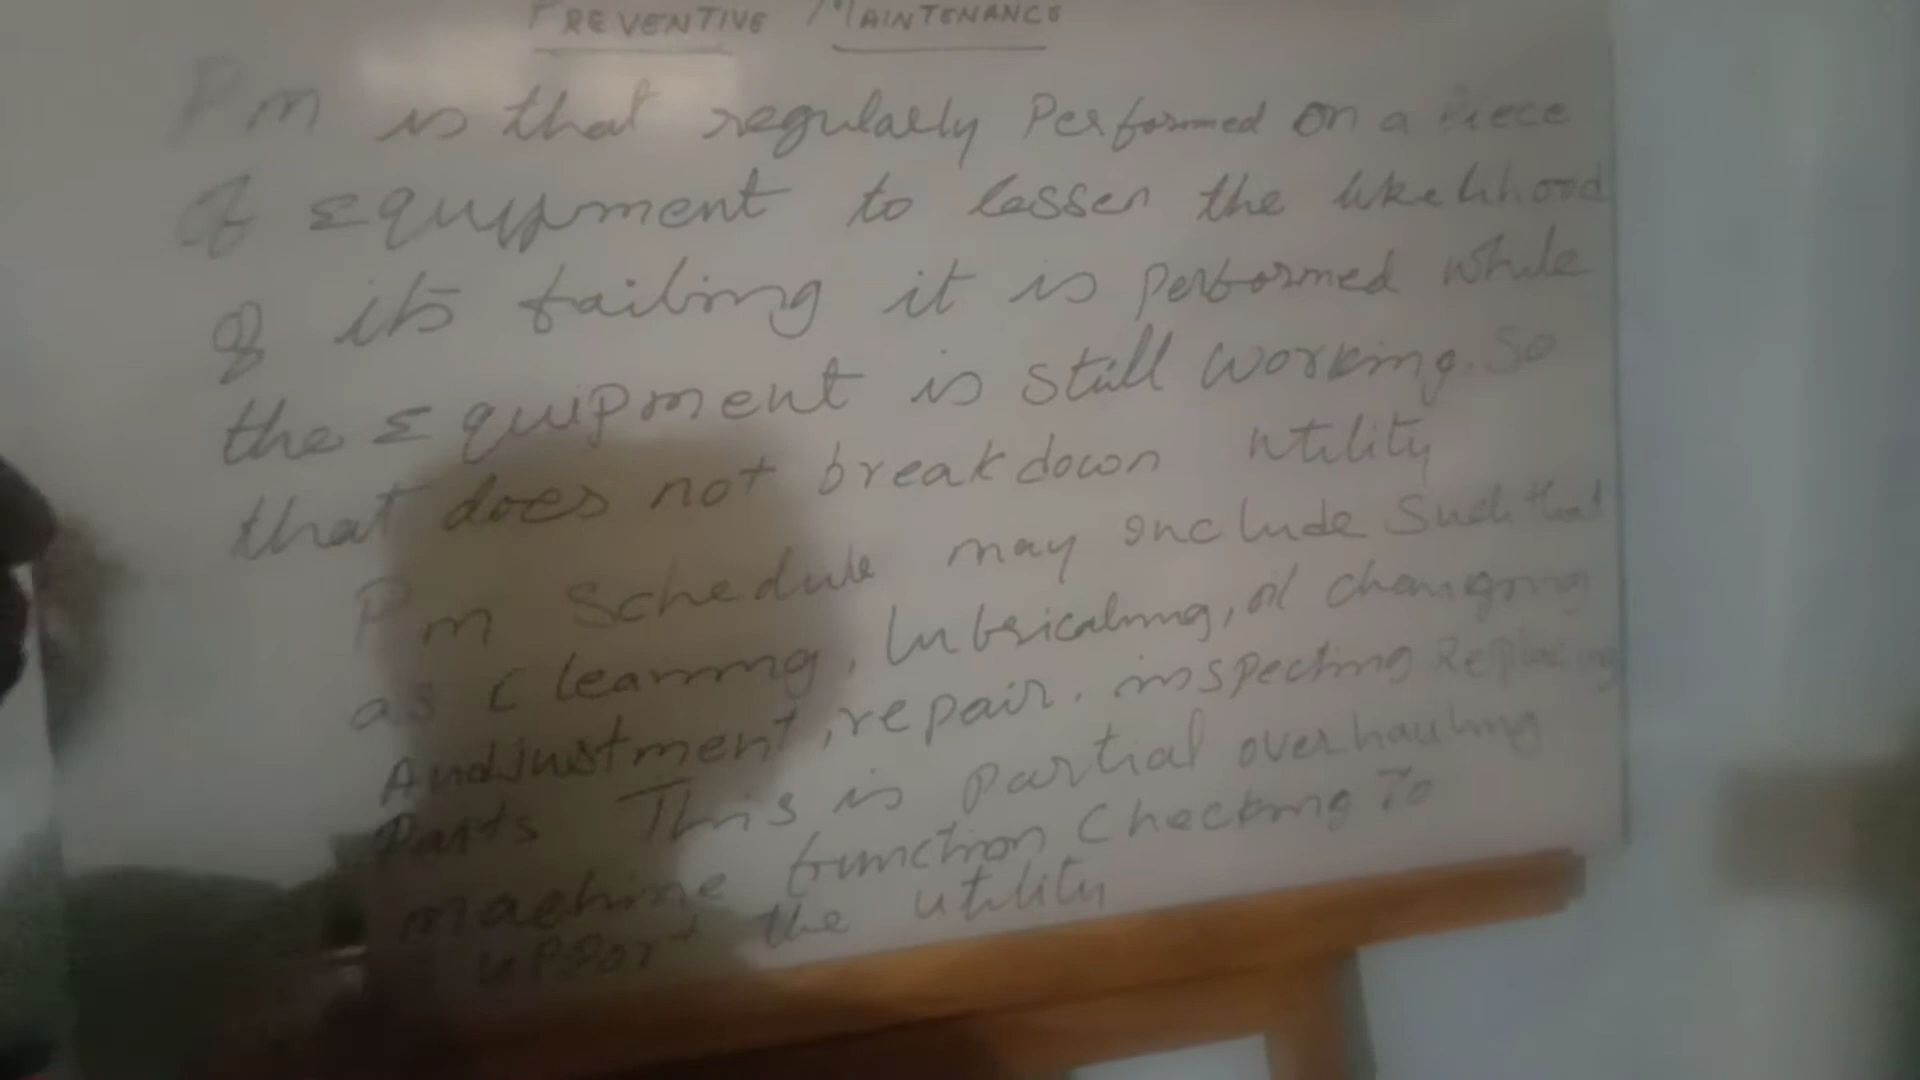 PREVENTIVE MAINTENANCE
Pm is that regularly Performed on a Piece
of Equipment to lessen the likelihood
of its failing it is performed while
the Equipment is still working. So
that does not breakdown utility
Pm Schedule may include Such that
as Cleaning, lubricating, oil changing
Audjustment, repair. inspecting Replacing
Parts This is partial overhauling
machine function Checking To
upport the utility